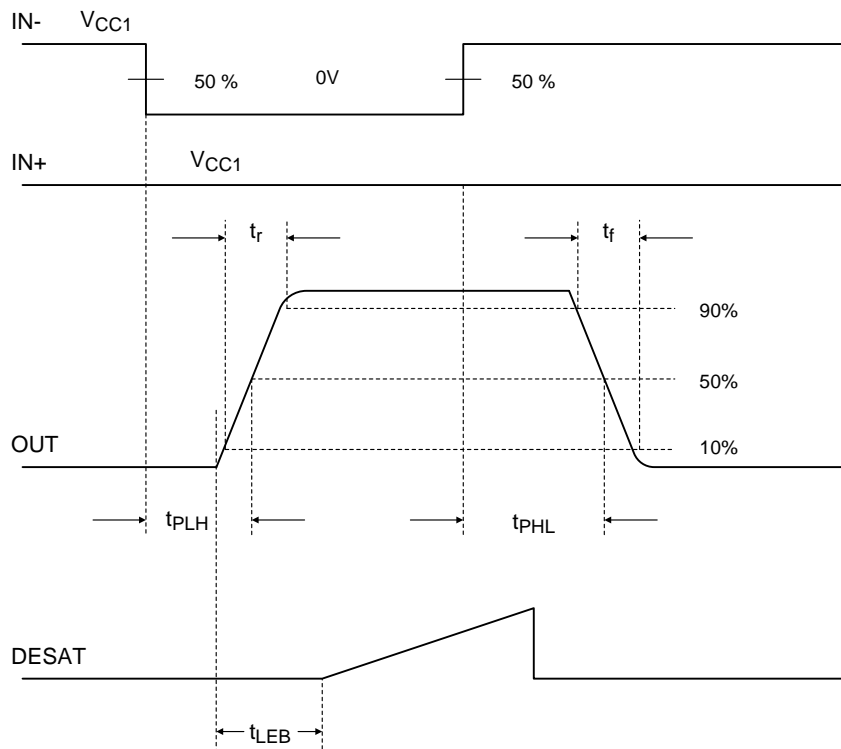 IN-
VCC1
50 %
0V
50 %
IN+
VCC1
tr
tf
90%
50%
OUT
10%
tPLH
tPHL
DESAT
tLEB